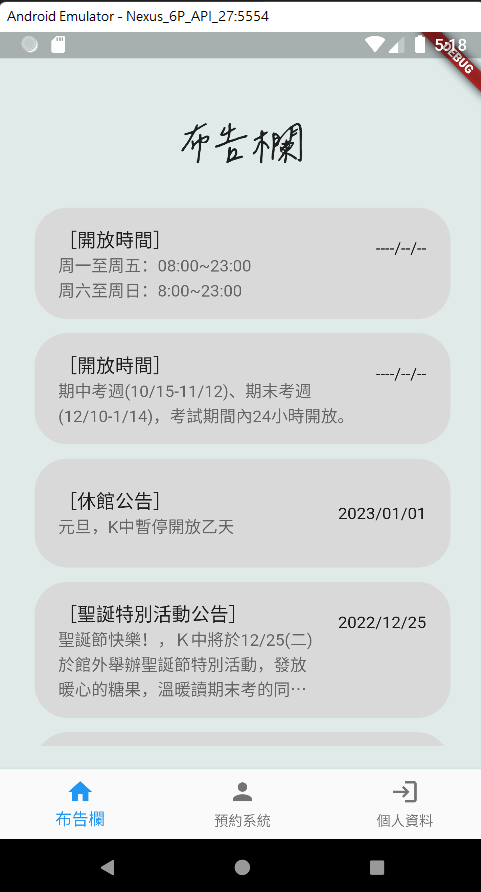 Android Emulator - Nexus_6P_API_27:5554
5:18
DEBUG
布告欄
[開放時間]
----/--/--
周一至周五：08:00~23:00
周六至周日：8:00~23:00
[開放時間]
----/--/--
期中考週(10/15-11/12)、期末考週
(12/10-1/14)，考試期間內24小時開放。
[休館公告]
2023/01/01
元旦，K中暫停開放乙天
[聖誕特別活動公告]
2022/12/25
聖誕節快樂！，Ｋ中將於12/25(二)
於館外舉辦聖誕節特別活動，發放
暖心的糖果，溫暖讀期末考的同…
布告欄
預約系統
個人資料